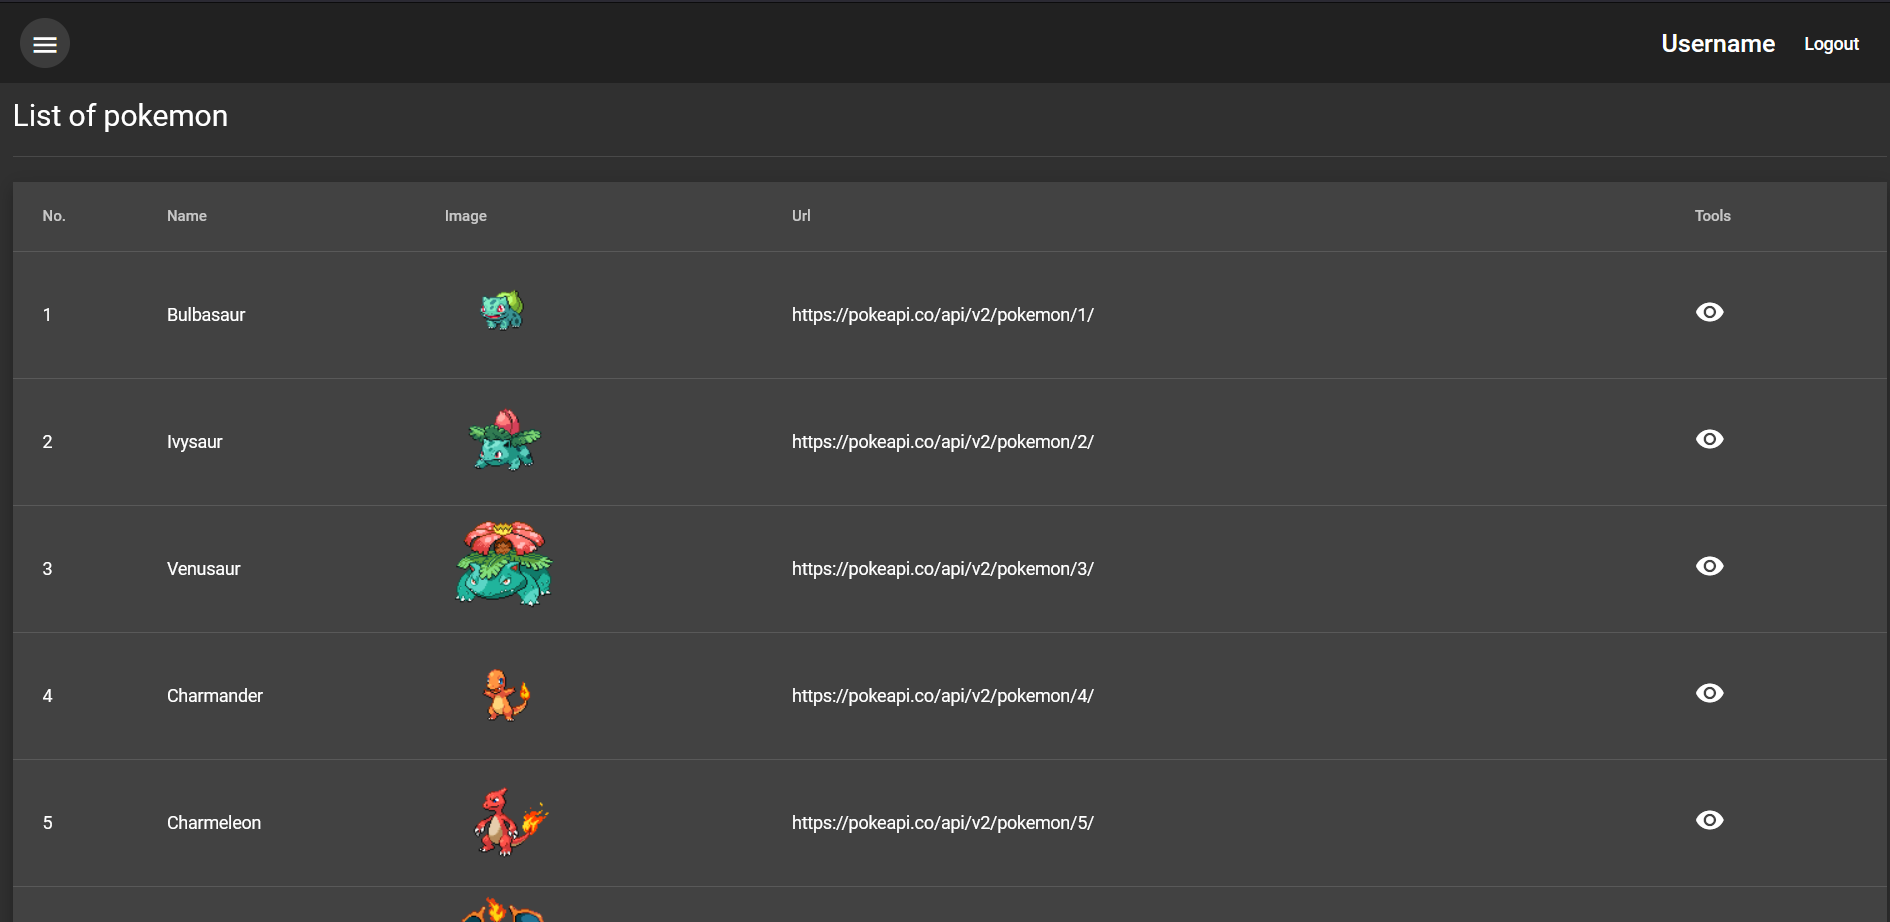 Username Logout
List of pokemon
No. Name Image Url Tools
1 Bulbasaur https://pokeapi.co/api/v2/pokemon/1/
2 Ivysaur https://pokeapi.co/api/v2/pokemon/2/
3 Venusaur https://pokeapi.co/api/v2/pokemon/3/
4 Charmander https://pokeapi.co/api/v2/pokemon/4/
5 Charmeleon https://pokeapi.co/api/v2/pokemon/5/